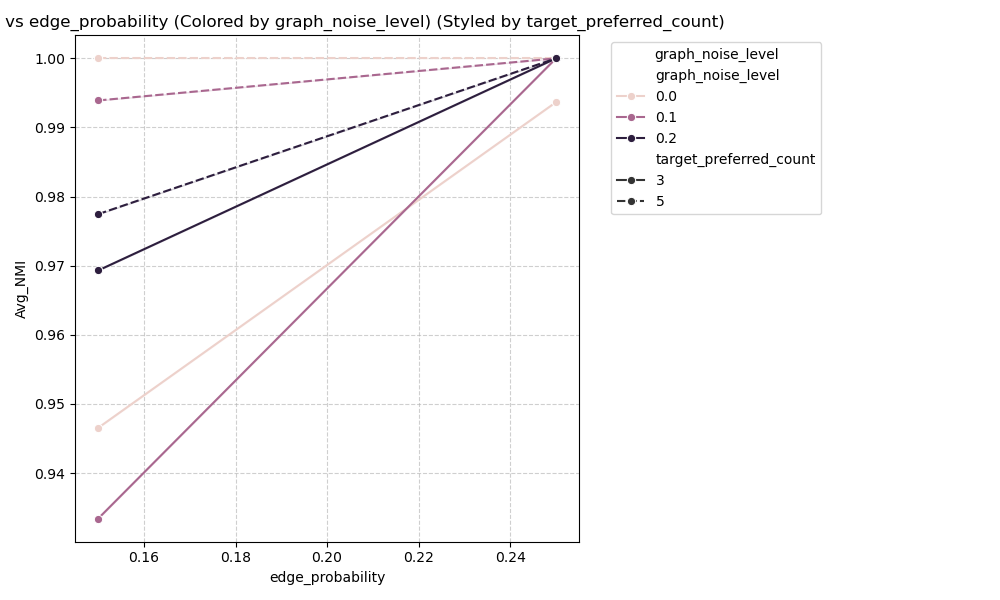 vs edge_probability (Colored by graph_noise_level) (Styled by target_preferred_count)
1.00
0.99
0.98
0.97
0.96
0.95
0.94
Avg_NMI
0.16
0.18
0.20
0.22
0.24
edge_probability
graph_noise_level
graph_noise_level
0.0
0.1
0.2
target_preferred_count
3
5